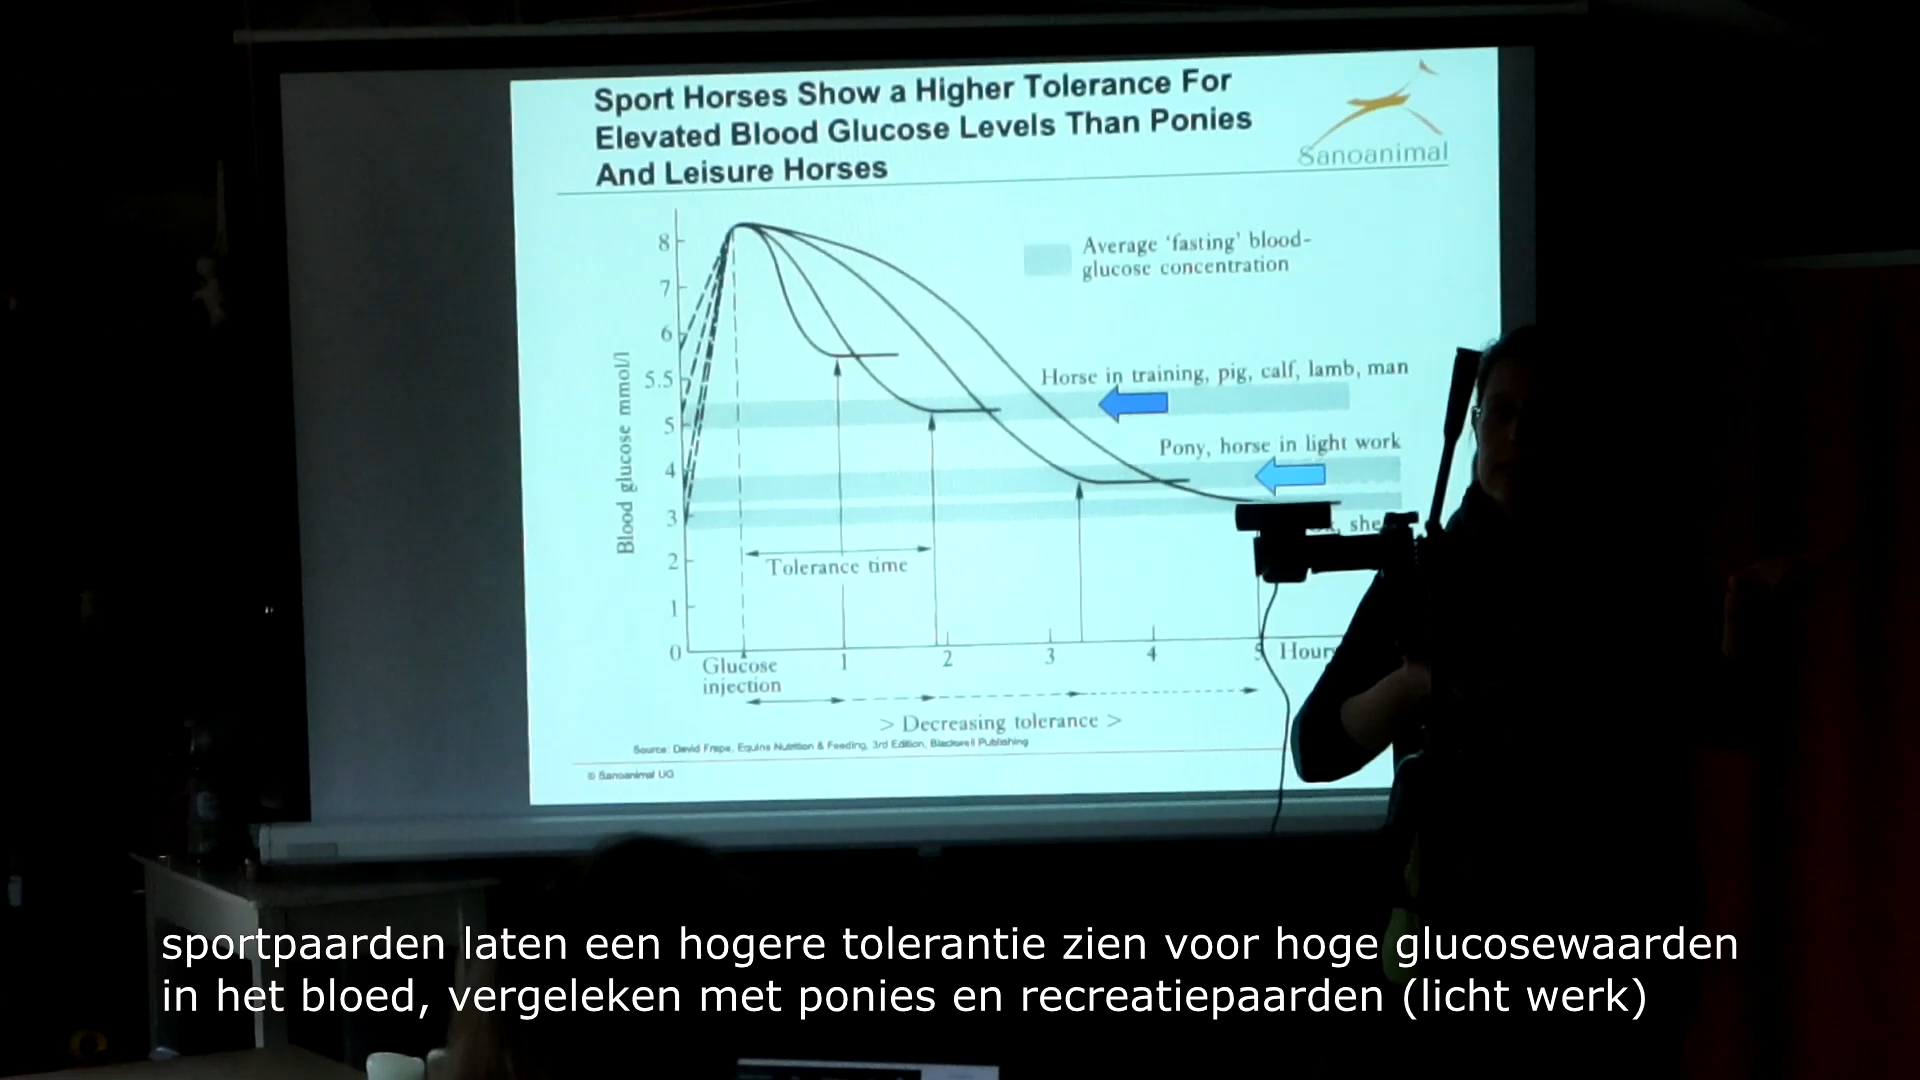 Sport Horses Show a Higher Tolerance For
Elevated Blood Glucose Levels Than Ponies
And Leisure Horses
Sanoanimal
Average 'fasting' blood-
glucose concentration
Horse in training, pig, calf, lamb, man
Pony, horse in light work
Blood glucose mmol/l
8
7
6
5.5
5
4
3
2
1
0
Tolerance time
Glucose
injection
1
2
3
4
5
> Decreasing tolerance >
Source: David Frape, Equine Nutrition & Feeding, 3rd Edition, Blackwell Publishing
© Sanoanimal UG
sportpaarden laten een hogere tolerantie zien voor hoge glucosewaarden
in het bloed, vergeleken met ponies en recreatiepaarden (licht werk)